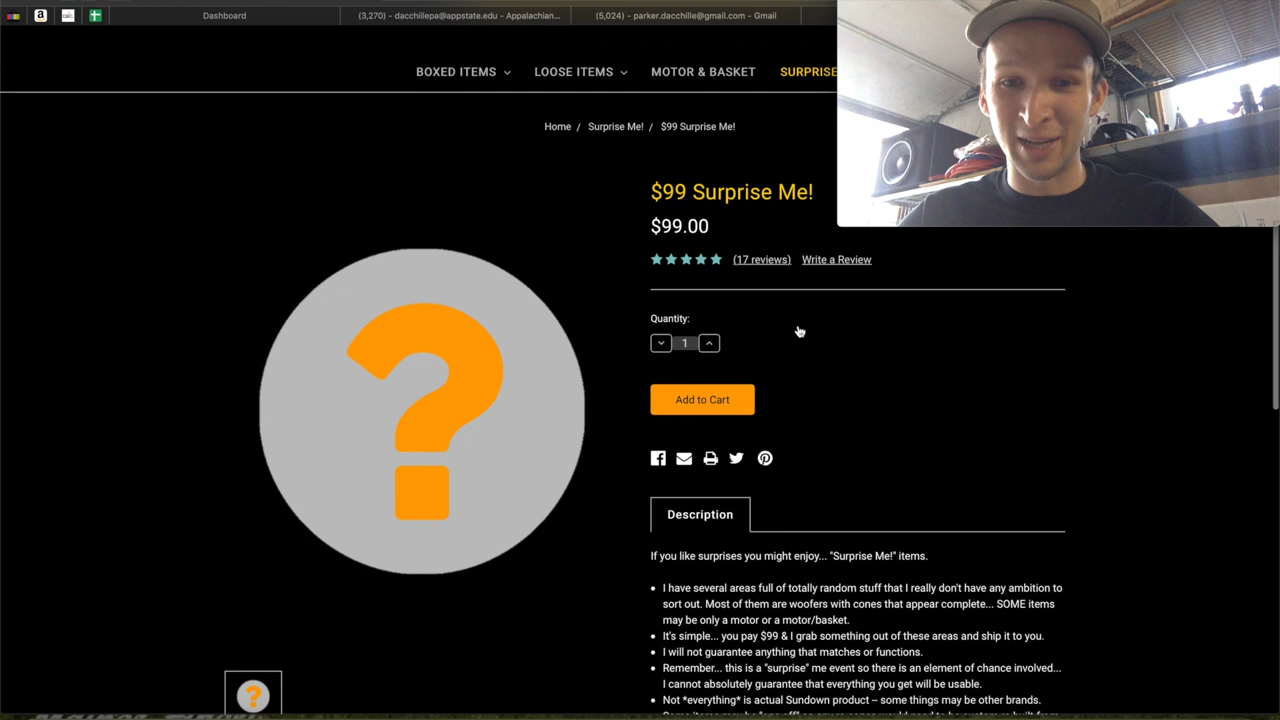 Dashboard
(3,270) - dacchillepa@appstate.edu - Appalachian...
(5,024) - parker.dacchille@gmail.com - Gmail
BOXED ITEMS
LOOSE ITEMS
MOTOR & BASKET
SURPRISE
Home / Surprise Me! / $99 Surprise Me!
$99 Surprise Me!
$99.00
(17 reviews) Write a Review
Quantity:
1
Add to Cart
Description
If you like surprises you might enjoy... "Surprise Me!" items.
I have several areas full of totally random stuff that I really don't have any ambition to
sort out. Most of them are woofers with cones that appear complete... SOME items
may be only a motor or a motor/basket.
It's simple... you pay $99 & I grab something out of these areas and ship it to you.
I will not guarantee anything that matches or functions.
Remember... this is a "surprise" me event so there is an element of chance involved...
I cannot absolutely guarantee that everything you get will be usable.
Not *everything* is actual Sundown product – some things may be other brands.
?
?